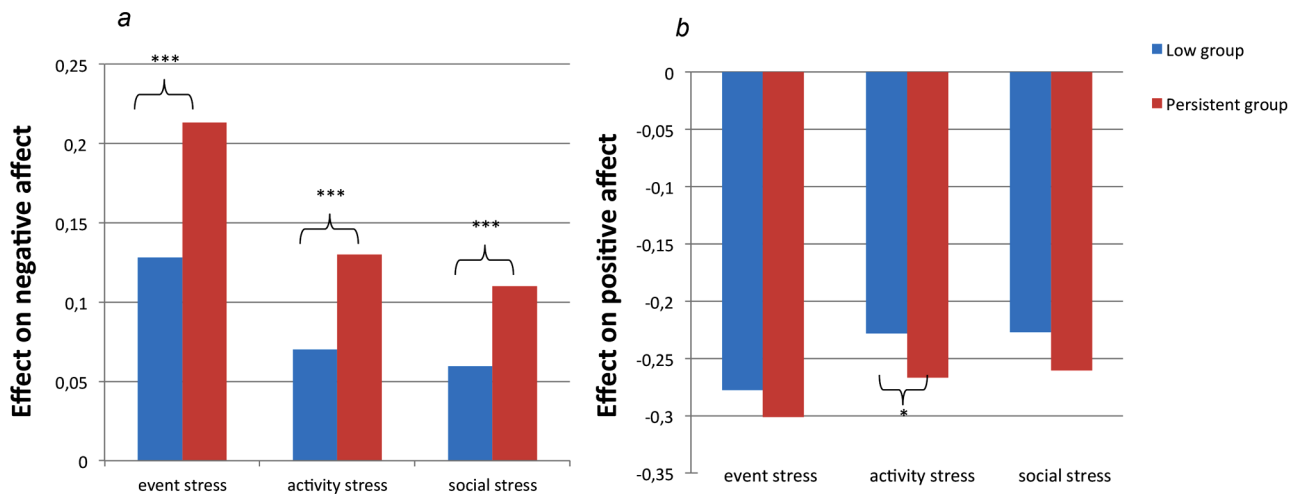 a
Effect on negative affect
0,25
0,2
0,15
0,1
0,05
0
***
***
***
event stress
activity stress
social stress
b
Effect on positive affect
0
-0,05
-0,1
-0,15
-0,2
-0,25
-0,3
-0,35
*
event stress
activity stress
social stress
Low group
Persistent group